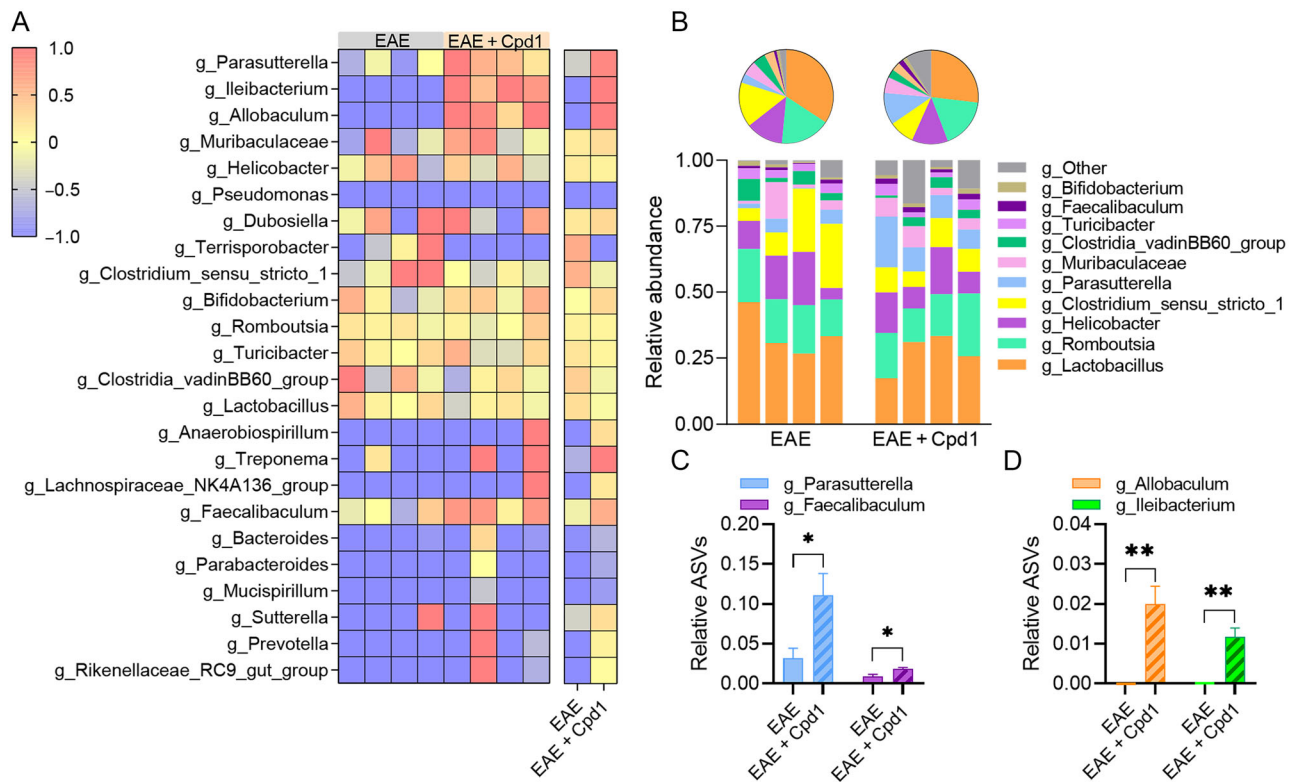 A
EAE
EAE + Cpd1
1.0
0.5
0
−0.5
−1.0
g_Parasutterella
g_Ileibacterium
g_Allobaculum
g_Muribaculaceae
g_Helicobacter
g_Pseudomonas
g_Dubosiella
g_Terrisporobacter
g_Clostridium_sensu_stricto_1
g_Bifidobacterium
g_Romboutsia
g_Turicibacter
g_Clostridia_vadinBB60_group
g_Lactobacillus
g_Anaerobiospirillum
g_Treponema
g_Lachnospiraceae_NK4A136_group
g_Faecalibaculum
g_Bacteroides
g_Parabacteroides
g_Mucispirillum
g_Sutterella
g_Prevotella
g_Rikenellaceae_RC9_gut_group
EAE
EAE + Cpd1
B
Relative abundance
1.00
0.75
0.50
0.25
0.00
EAE
EAE + Cpd1
g_Other
g_Bifidobacterium
g_Faecalibaculum
g_Turicibacter
g_Clostridia_vadinBB60_group
g_Muribaculaceae
g_Parasutterella
g_Clostridium_sensu_stricto_1
g_Helicobacter
g_Romboutsia
g_Lactobacillus
C
g_Parasutterella
g_Faecalibaculum
Relative ASVs
0.20
0.15
0.10
0.05
0.00
*
*
EAE
EAE + Cpd1
EAE
EAE + Cpd1
D
g_Allobaculum
g_Ileibacterium
Relative ASVs
0.04
0.03
0.02
0.01
0.00
**
**
EAE
EAE + Cpd1
EAE
EAE + Cpd1